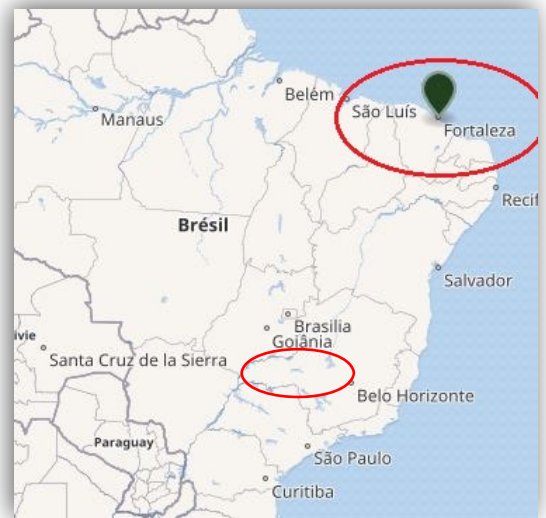 Belém
São Luís
Manaus
Fortaleza
Recif
Brésil
Salvador
Brasilia
Goiânia
ivie
Santa Cruz de la Sierra
Belo Horizonte
Paraguay
São Paulo
Curitiba